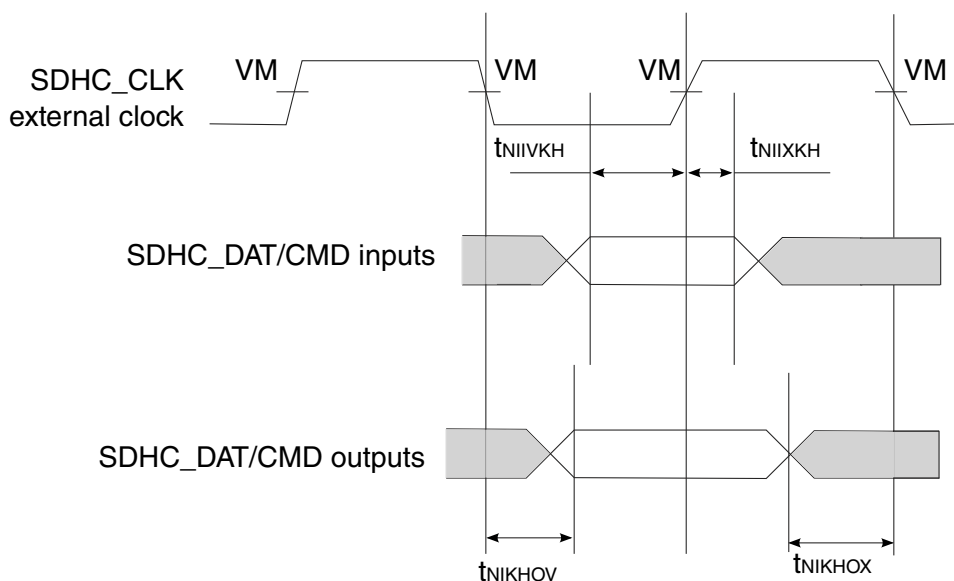 VM VM VM VM
SDHC_CLK
external clock
tNIIVKH tNIIXKH
SDHC_DAT/CMD inputs
SDHC_DAT/CMD outputs
tNIKHOV tNIKHOX